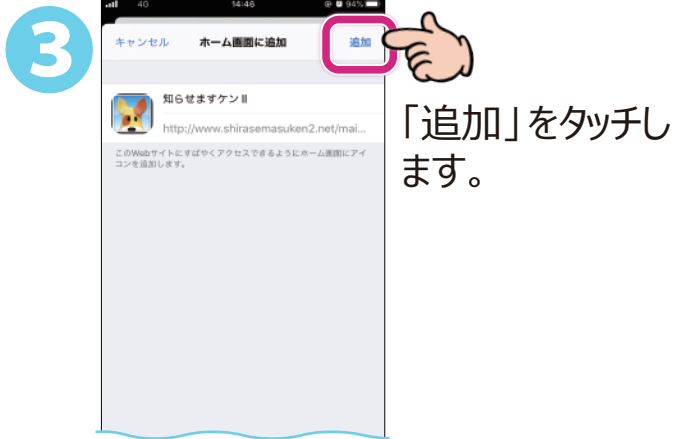 3
4G 14:46 94%
キャンセル ホーム画面に追加 追加
知らせますケンⅡ
http://www.shirasemasuken2.net/mai...
このWebサイトにすばやくアクセスできるようにホーム画面にアイ
コンを追加します。
「追加」をタッチし
ます。